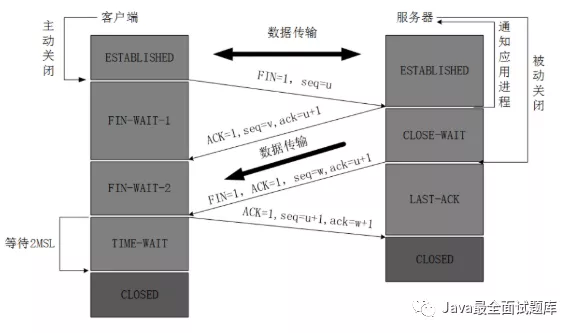 客户端
服务器
主动关闭
数据传输
通知应用进程
被动关闭
ESTABLISHED
ESTABLISHED
FIN=1, seq=u
FIN-WAIT-1
ACK=1,seq=v,ack=u+1
CLOSE-WAIT
数据传输
FIN=1, ACK=1, seq=w,ack=u+1
FIN-WAIT-2
LAST-ACK
ACK=1,seq=u+1,ack=w+1
等待2MSL
TIME-WAIT
CLOSED
CLOSED
Java最全面试题库